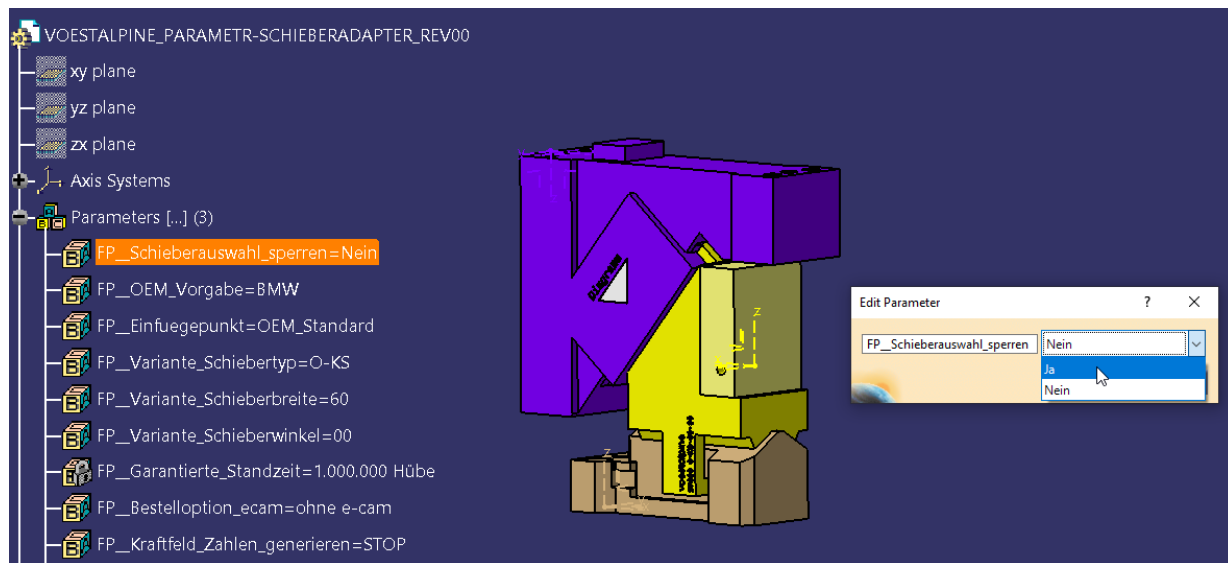 VOESTALPINE_PARAMETR-SCHIEBERADAPTER_REV00
xy plane
yz plane
zx plane
Axis Systems
Parameters [...] (3)
FP__Schieberauswahl_sperren=Nein
FP__OEM_Vorgabe=BMW
FP__Einfuegepunkt=OEM_Standard
FP__Variante_Schiebertyp=O-KS
FP__Variante_Schieberbreite=60
FP__Variante_Schieberwinkel=00
FP__Garantierte_Standzeit=1.000.000 Hübe
FP__Bestelloption_ecam=ohne e-cam
FP__Kraftfeld_Zahlen_generieren=STOP
Diagramm
z
z
voestalpine
Edit Parameter ? X
FP__Schieberauswahl_sperren Nein
Ja
Nein